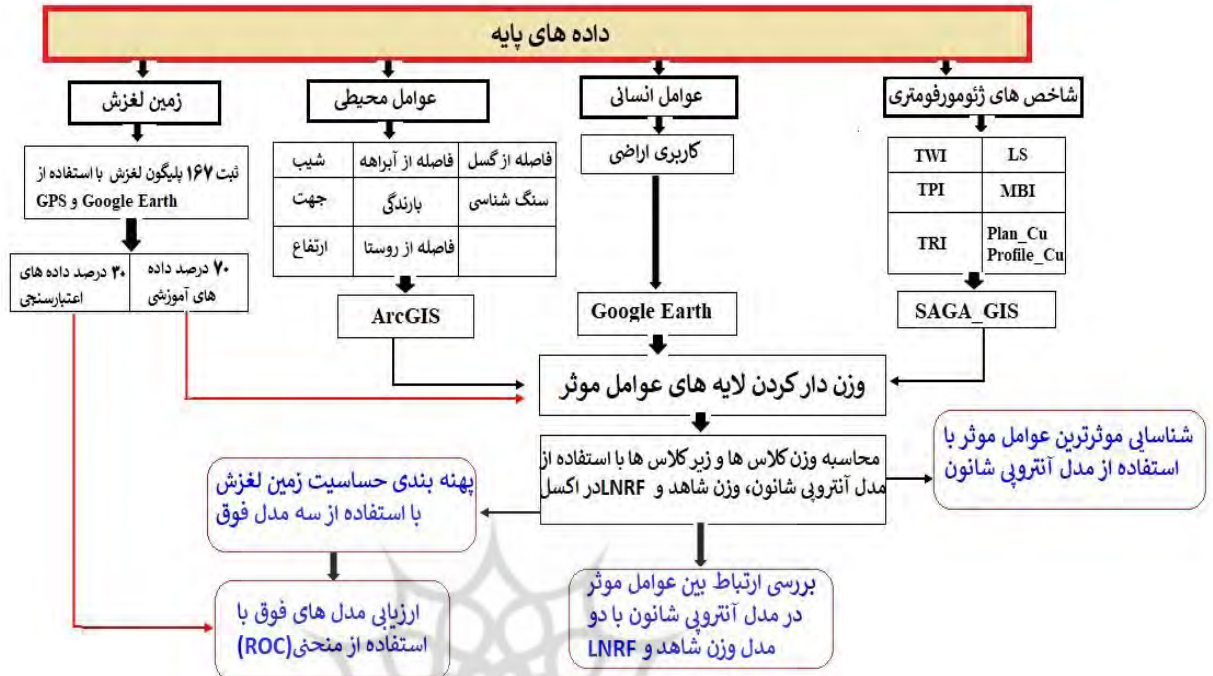 داده های پایه
شاخص های ژئومورفومتری
عوامل انسانی
عوامل محیطی
زمین لغزش
TWI
LS
TPI
MBI
TRI
Plan_Cu
Profile_Cu
SAGA_GIS
کاربری اراضی
Google Earth
فاصله از گسل
فاصله از آبراهه
شیب
سنگ شناسی
بارندگی
جهت
فاصله از روستا
ارتفاع
ArcGIS
ثبت ۱۶۷ پلیگون لغزش با استفاده از
Google Earth و GPS
۷۰ درصد داده
های آموزشی
۳۰ درصد داده های
اعتبارسنجی
وزن دار کردن لایه های عوامل موثر
محاسبه وزن کلاس ها و زیر کلاس ها با استفاده از
مدل آنتروپی شانون، وزن شاهد و LNRFدر اکسل
شناسایی موثرترین عوامل موثر با
استفاده از مدل آنتروپی شانون
پهنه بندی حساسیت زمین لغزش
با استفاده از سه مدل فوق
بررسی ارتباط بین عوامل موثر
در مدل آنتروپی شانون با دو
مدل وزن شاهد و LNRF
ارزیابی مدل های فوق با
استفاده از منحنی(ROC)